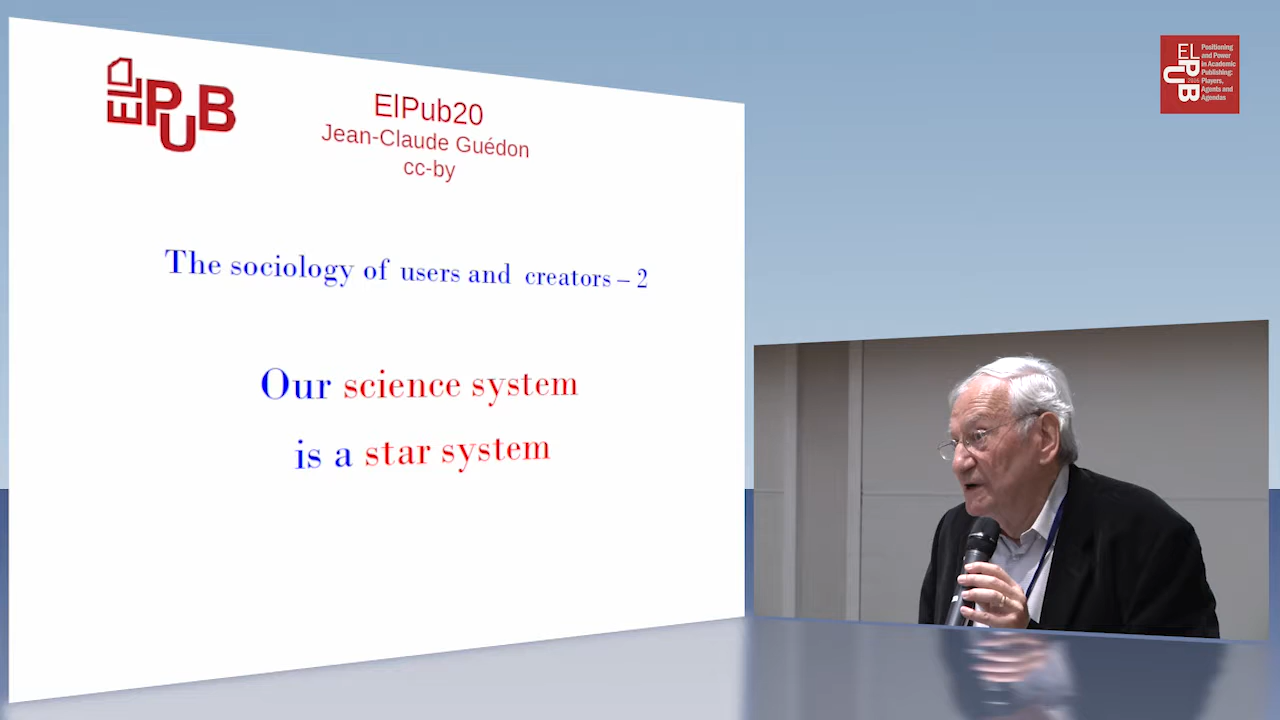 ELPUB
ElPub20
Jean-Claude Guédon
cc-by
The sociology of users and creators – 2
Our science system
is a star system
ELPUB
2016
Positioning
and Power
in Academic
Publishing:
Players,
Agents and
Agendas